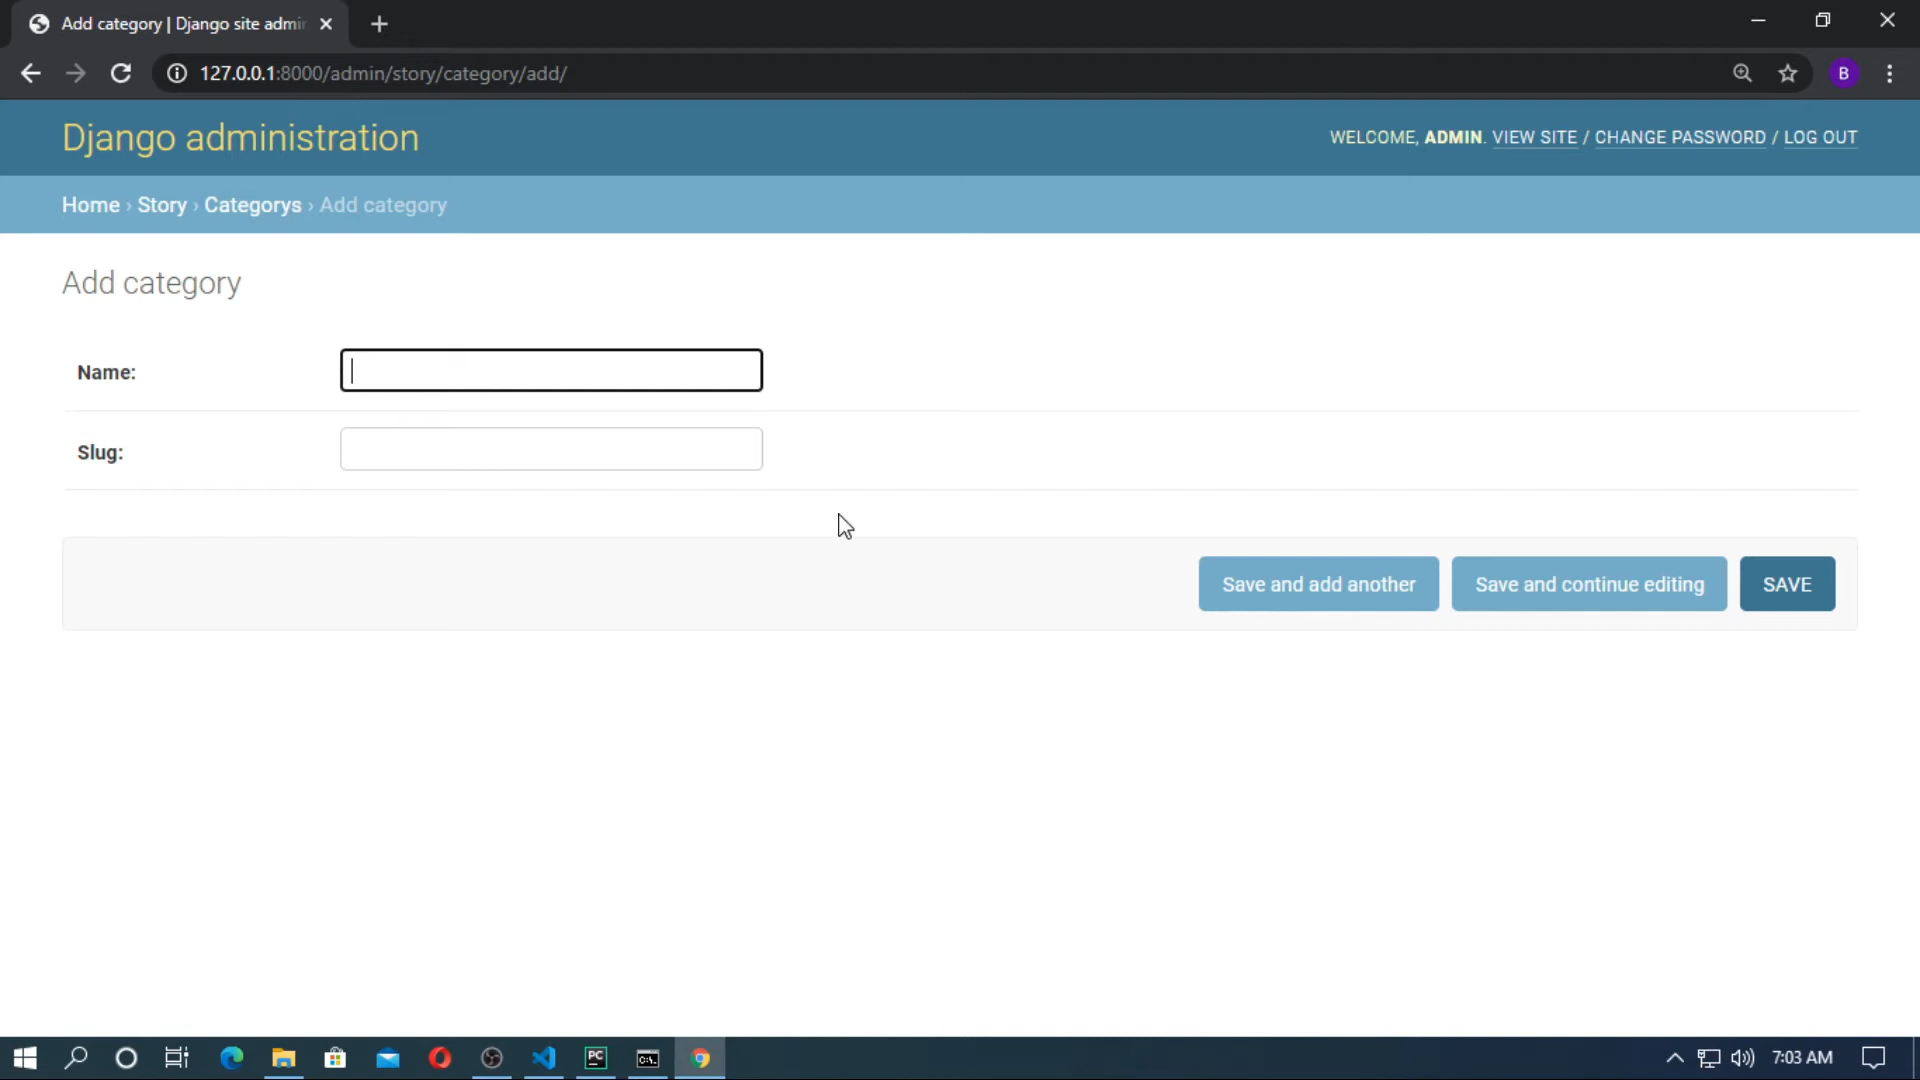 Add category | Django site admi
127.0.0.1:8000/admin/story/category/add/
B
Django administration
WELCOME, ADMIN. VIEW SITE / CHANGE PASSWORD / LOG OUT
Home › Story › Categorys › Add category
Add category
Name:
Slug:
Save and add another
Save and continue editing
SAVE
PC
C:\.
7:03 AM